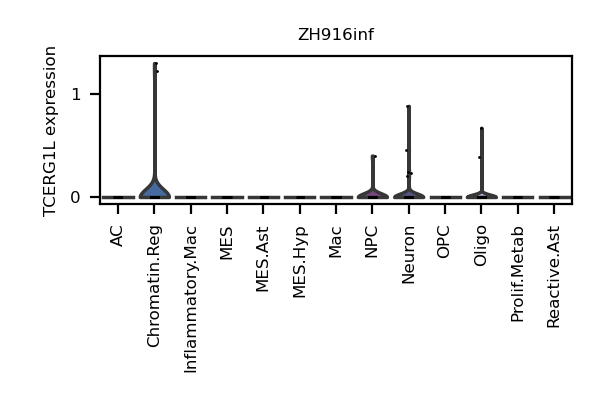 ZH916inf
TCERG1L expression
1
0
AC
Chromatin.Reg
Inflammatory.Mac
MES
MES.Ast
MES.Hyp
Mac
NPC
Neuron
OPC
Oligo
Prolif.Metab
Reactive.Ast